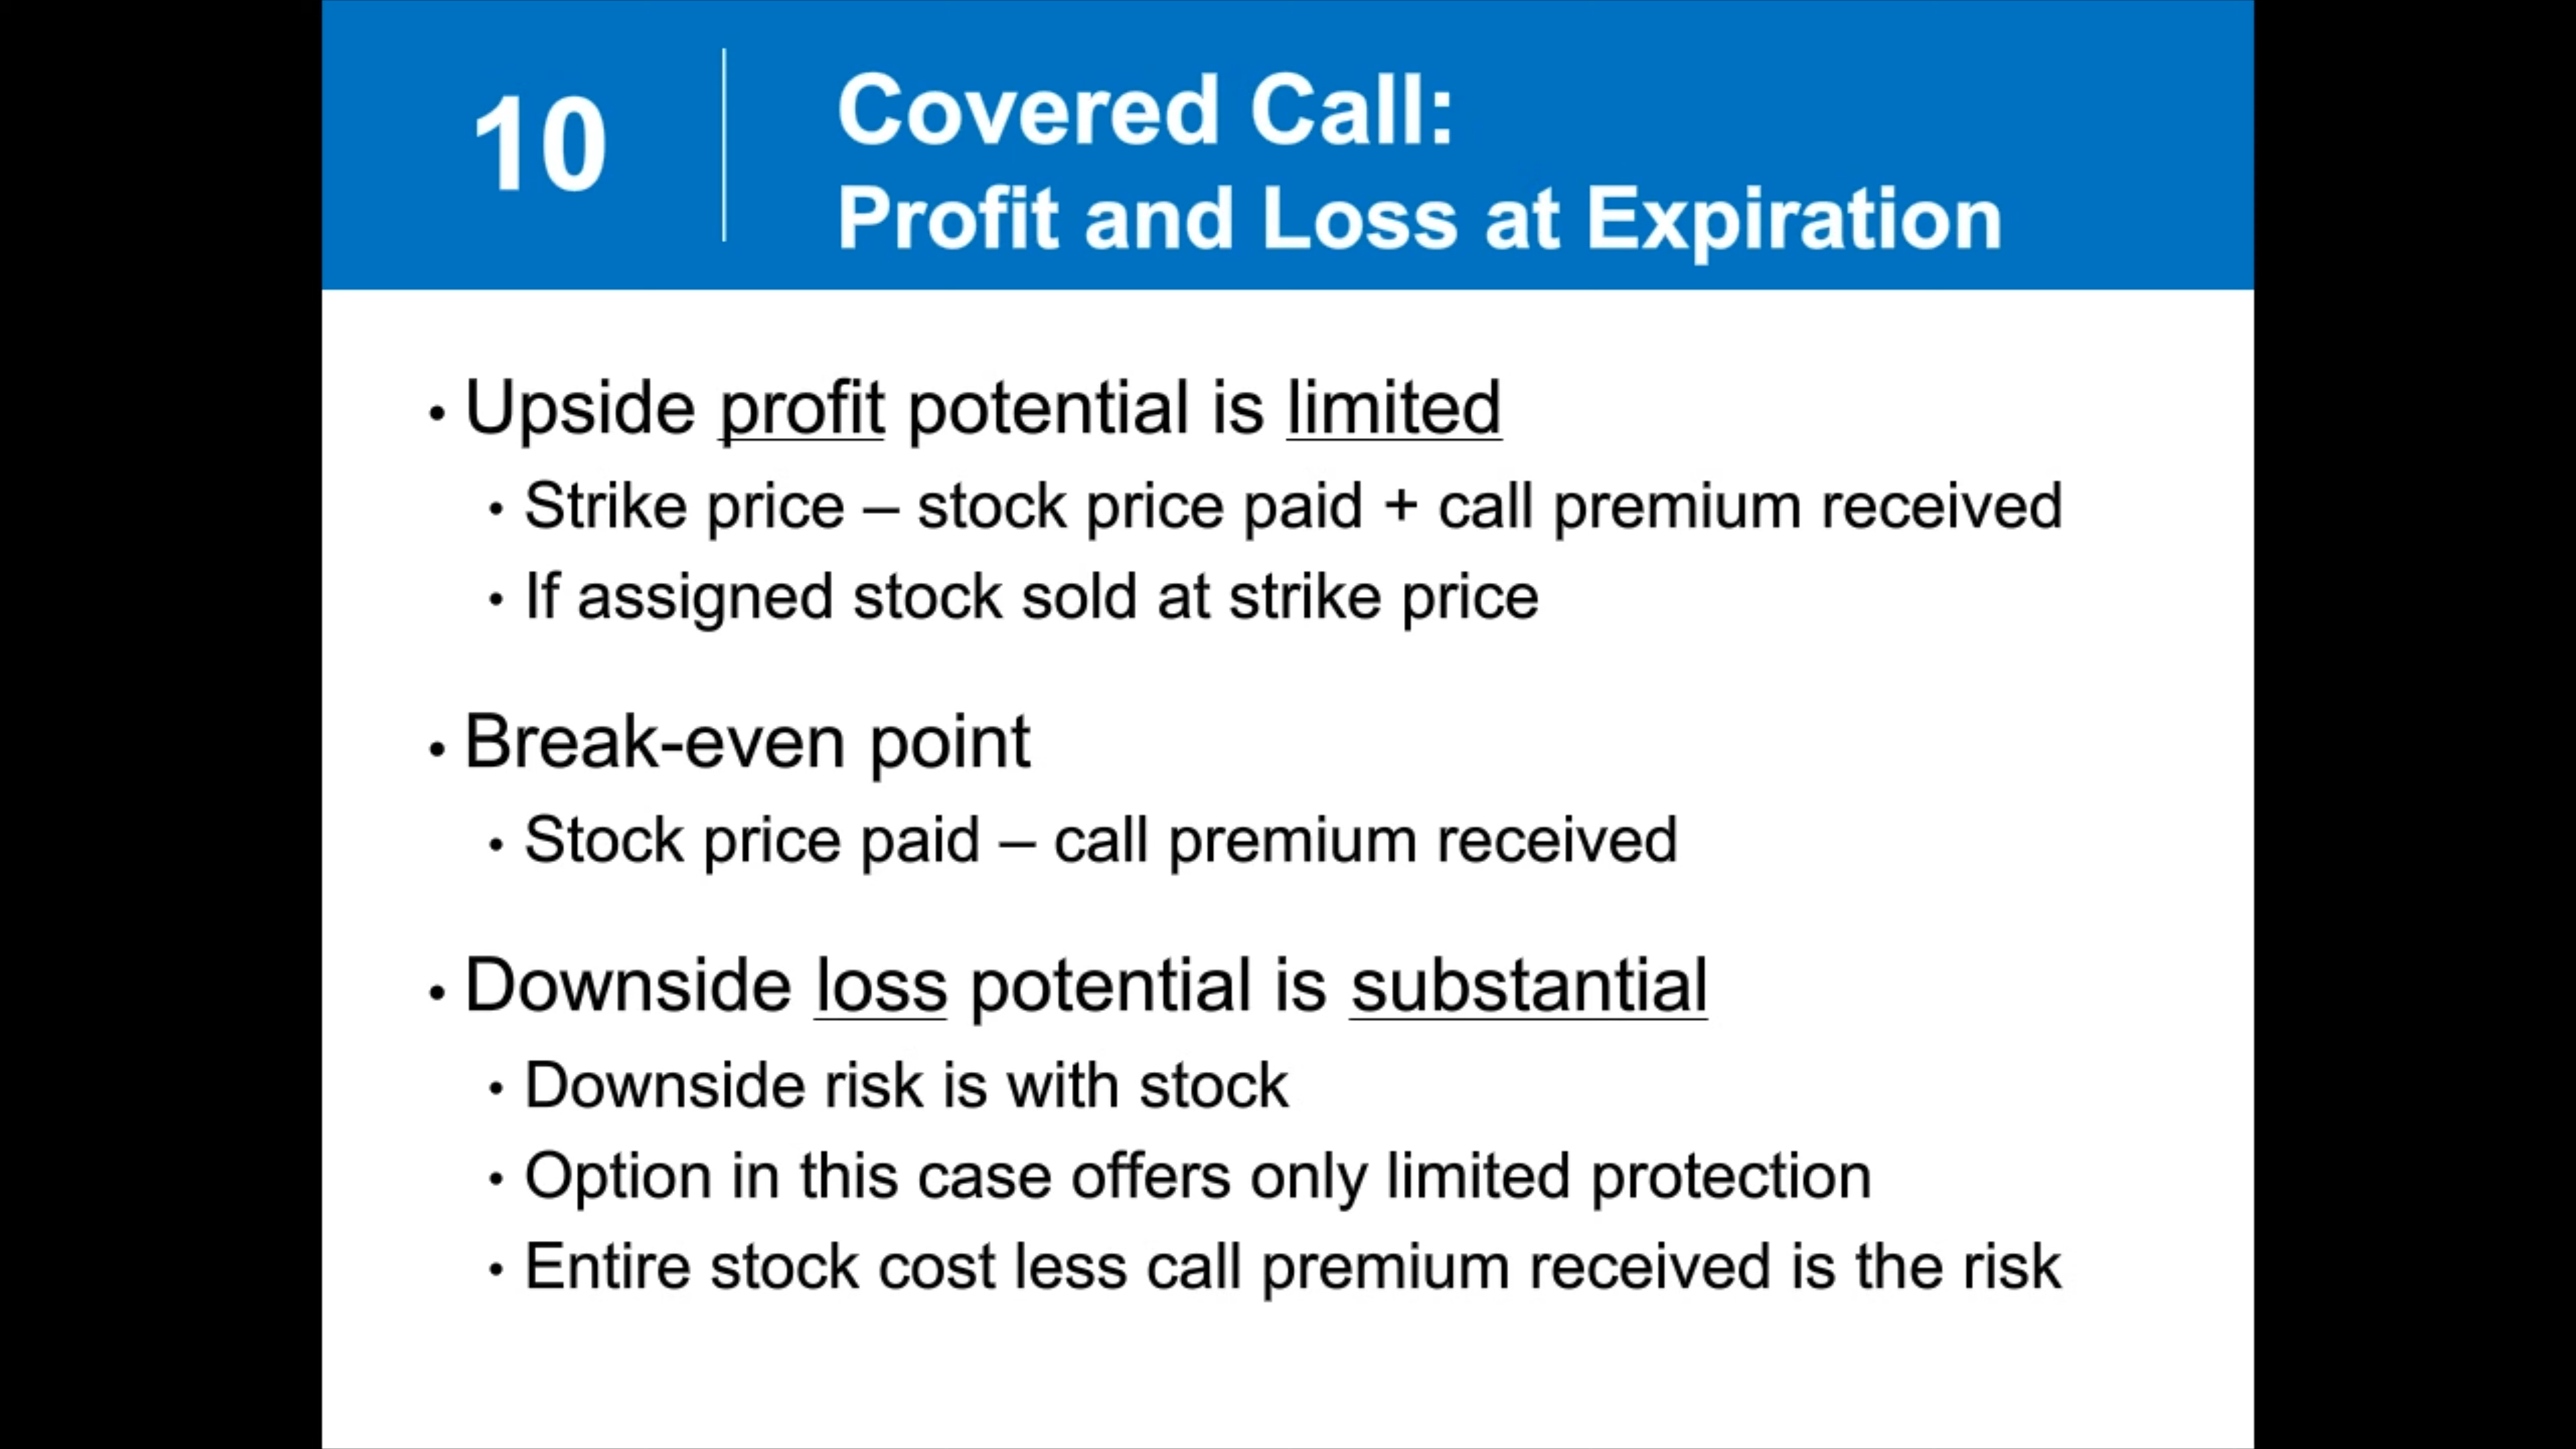 10
Covered Call:
Profit and Loss at Expiration
• Upside profit potential is limited
• Strike price – stock price paid + call premium received
• If assigned stock sold at strike price
• Break-even point
• Stock price paid – call premium received
• Downside loss potential is substantial
• Downside risk is with stock
• Option in this case offers only limited protection
• Entire stock cost less call premium received is the risk